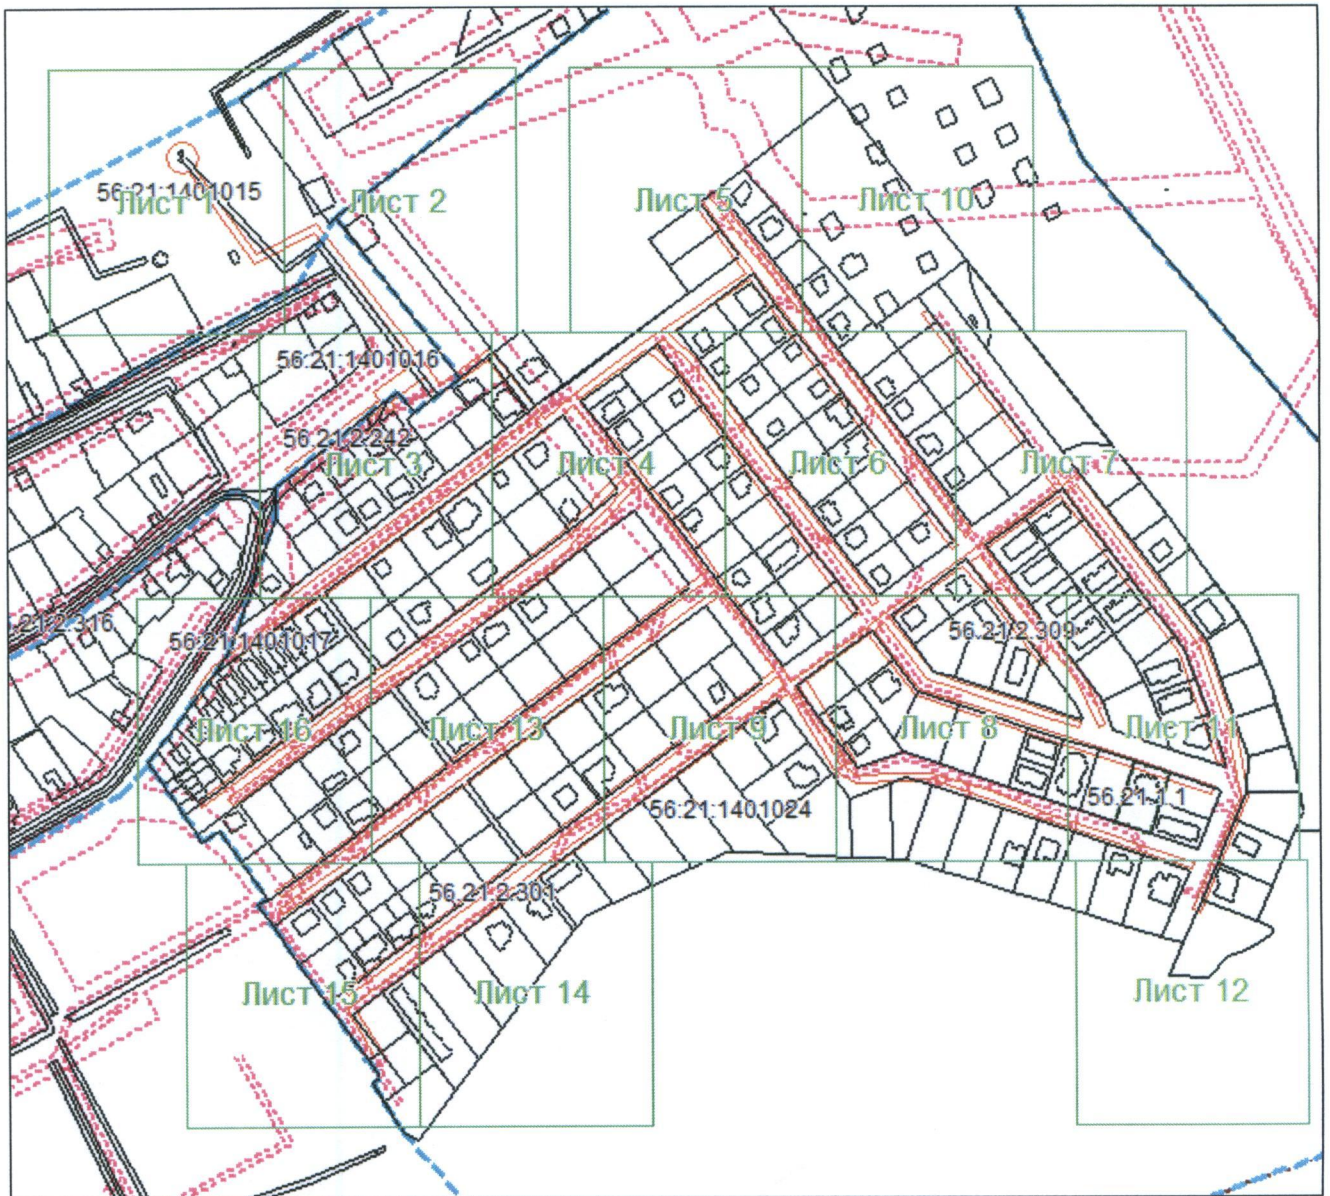 56:21:1401015
Лист 1
Лист 2
Лист 5
Лист 10
56:21:1401016
56.21.2.242
Лист 3
Лист 4
Лист 6
Лист 7
.21.2.316
56:21:1401017
56.21.2.309
Лист 16
Лист 13
Лист 9
Лист 8
Лист 11
56:21:1401024
56.21.1.1
56.21.2.301
Лист 15
Лист 14
Лист 12